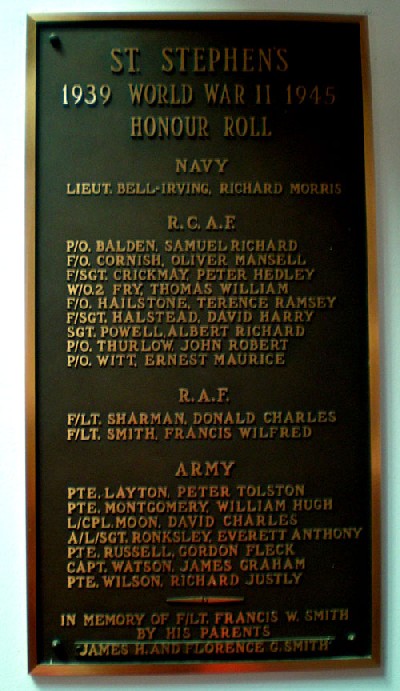 ST. STEPHEN'S
1939 WORLD WAR II 1945
HONOUR ROLL
NAVY
LIEUT. BELL-IRVING, RICHARD MORRIS
R.C.A.F.
P/O. BALDEN, SAMUEL RICHARD
F/O. CORNISH, OLIVER MANSELL
F/SGT. CRICKMAY, PETER HEDLEY
W/O.2 FRY, THOMAS WILLIAM
F/O. HAILSTONE, TERENCE RAMSEY
F/SGT. HALSTEAD, DAVID HARRY
SGT. POWELL, ALBERT RICHARD
P/O. THURLOW, JOHN ROBERT
P/O. WITT, ERNEST MAURICE
R.A.F.
F/LT. SHARMAN, DONALD CHARLES
F/LT. SMITH, FRANCIS WILFRED
ARMY
PTE. LAYTON, PETER TOLSTON
PTE. MONTGOMERY, WILLIAM HUGH
L/CPL. MOON, DAVID CHARLES
A/L/SGT. RONKSLEY, EVERETT ANTHONY
PTE. RUSSELL, GORDON FLECK
CAPT. WATSON, JAMES GRAHAM
PTE. WILSON, RICHARD JUSTLY
IN MEMORY OF F/LT. FRANCIS W. SMITH
BY HIS PARENTS
JAMES H. AND FLORENCE G. SMITH